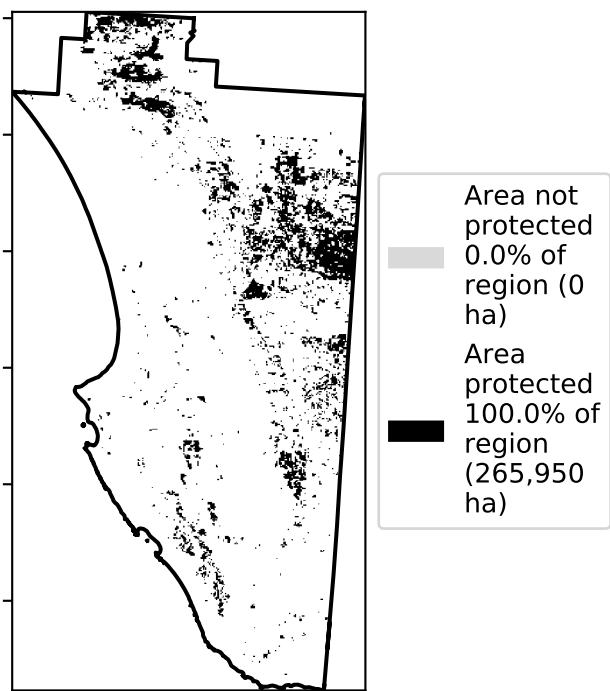 Area not
protected
0.0% of
region (0
ha)
Area
protected
100.0% of
region
(265,950
ha)